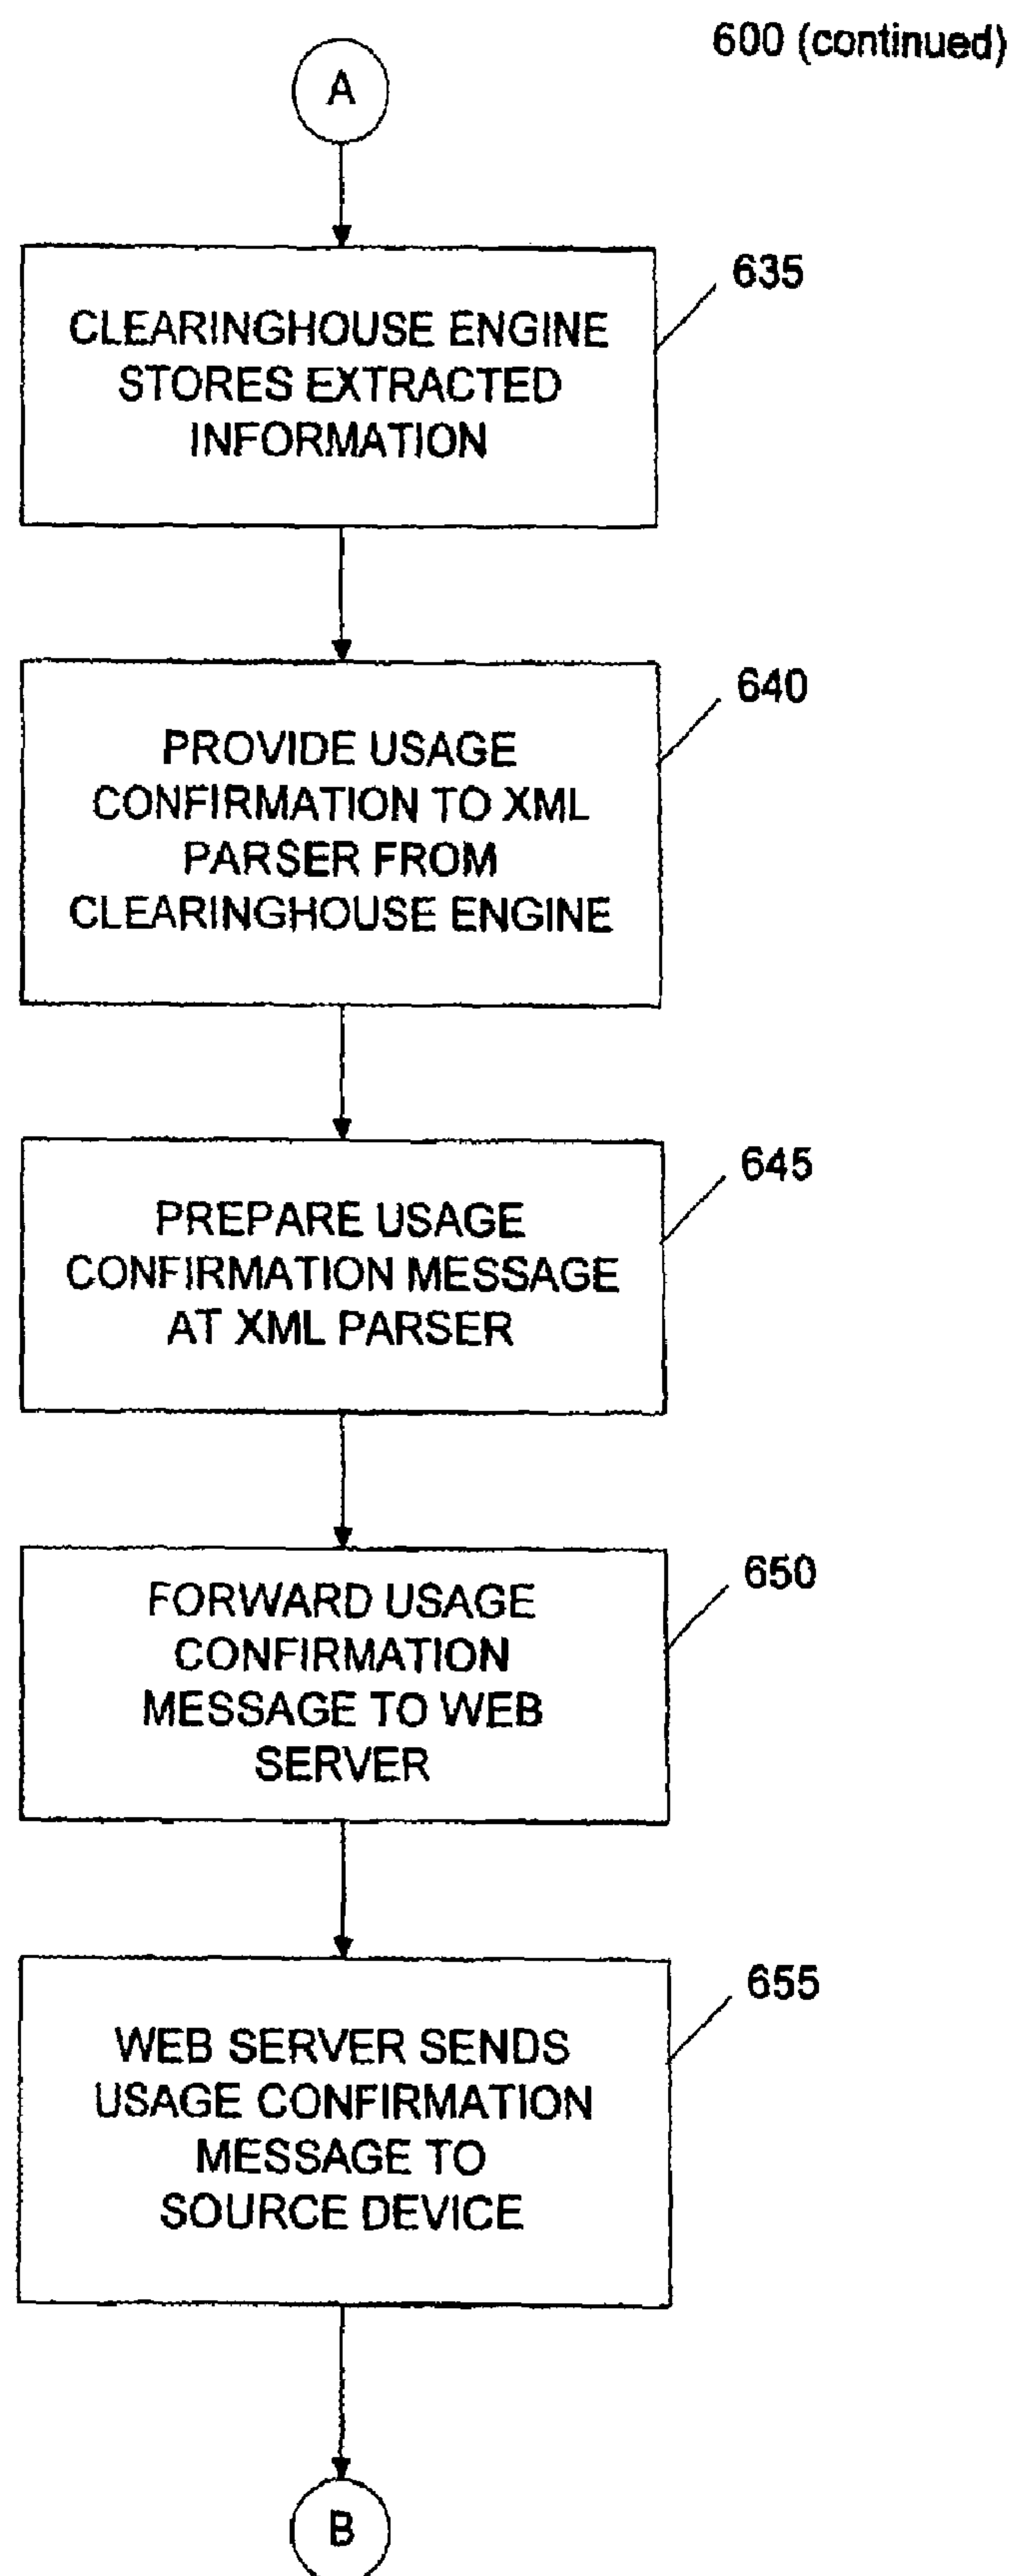 600 (continued)
A
635
CLEARINGHOUSE ENGINE
STORES EXTRACTED
INFORMATION
640
PROVIDE USAGE
CONFIRMATION TO XML
PARSER FROM
CLEARINGHOUSE ENGINE
645
PREPARE USAGE
CONFIRMATION MESSAGE
AT XML PARSER
650
FORWARD USAGE
CONFIRMATION
MESSAGE TO WEB
SERVER
655
WEB SERVER SENDS
USAGE CONFIRMATION
MESSAGE TO
SOURCE DEVICE
B